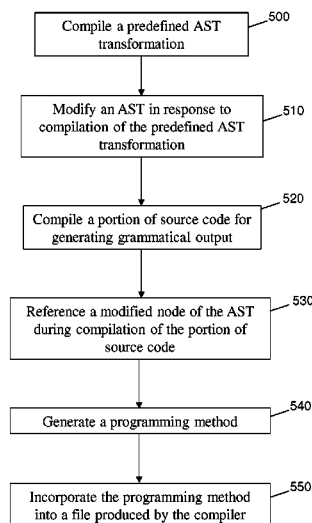 Compile a predefined AST
transformation
500
Modify an AST in response to
compilation of the predefined AST
transformation
510
Compile a portion of source code for
generating grammatical output
520
Reference a modified node of the AST
during compilation of the portion of
source code
530
Generate a programming method
540
Incorporate the programming method
into a file produced by the compiler
550